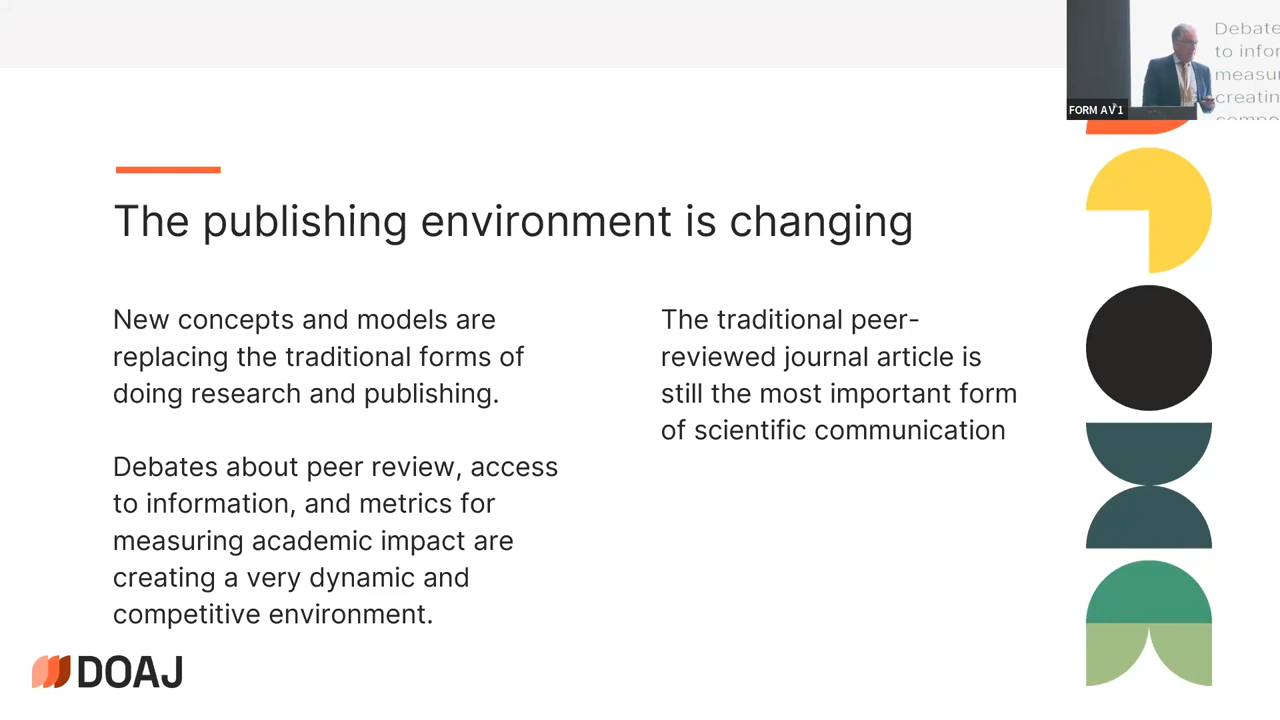 The publishing environment is changing
New concepts and models are
replacing the traditional forms of
doing research and publishing.
Debates about peer review, access
to information, and metrics for
measuring academic impact are
creating a very dynamic and
competitive environment.
The traditional peer-
reviewed journal article is
still the most important form
of scientific communication
DOAJ
FORM AV 1
Debate
to infor
measur
creatin